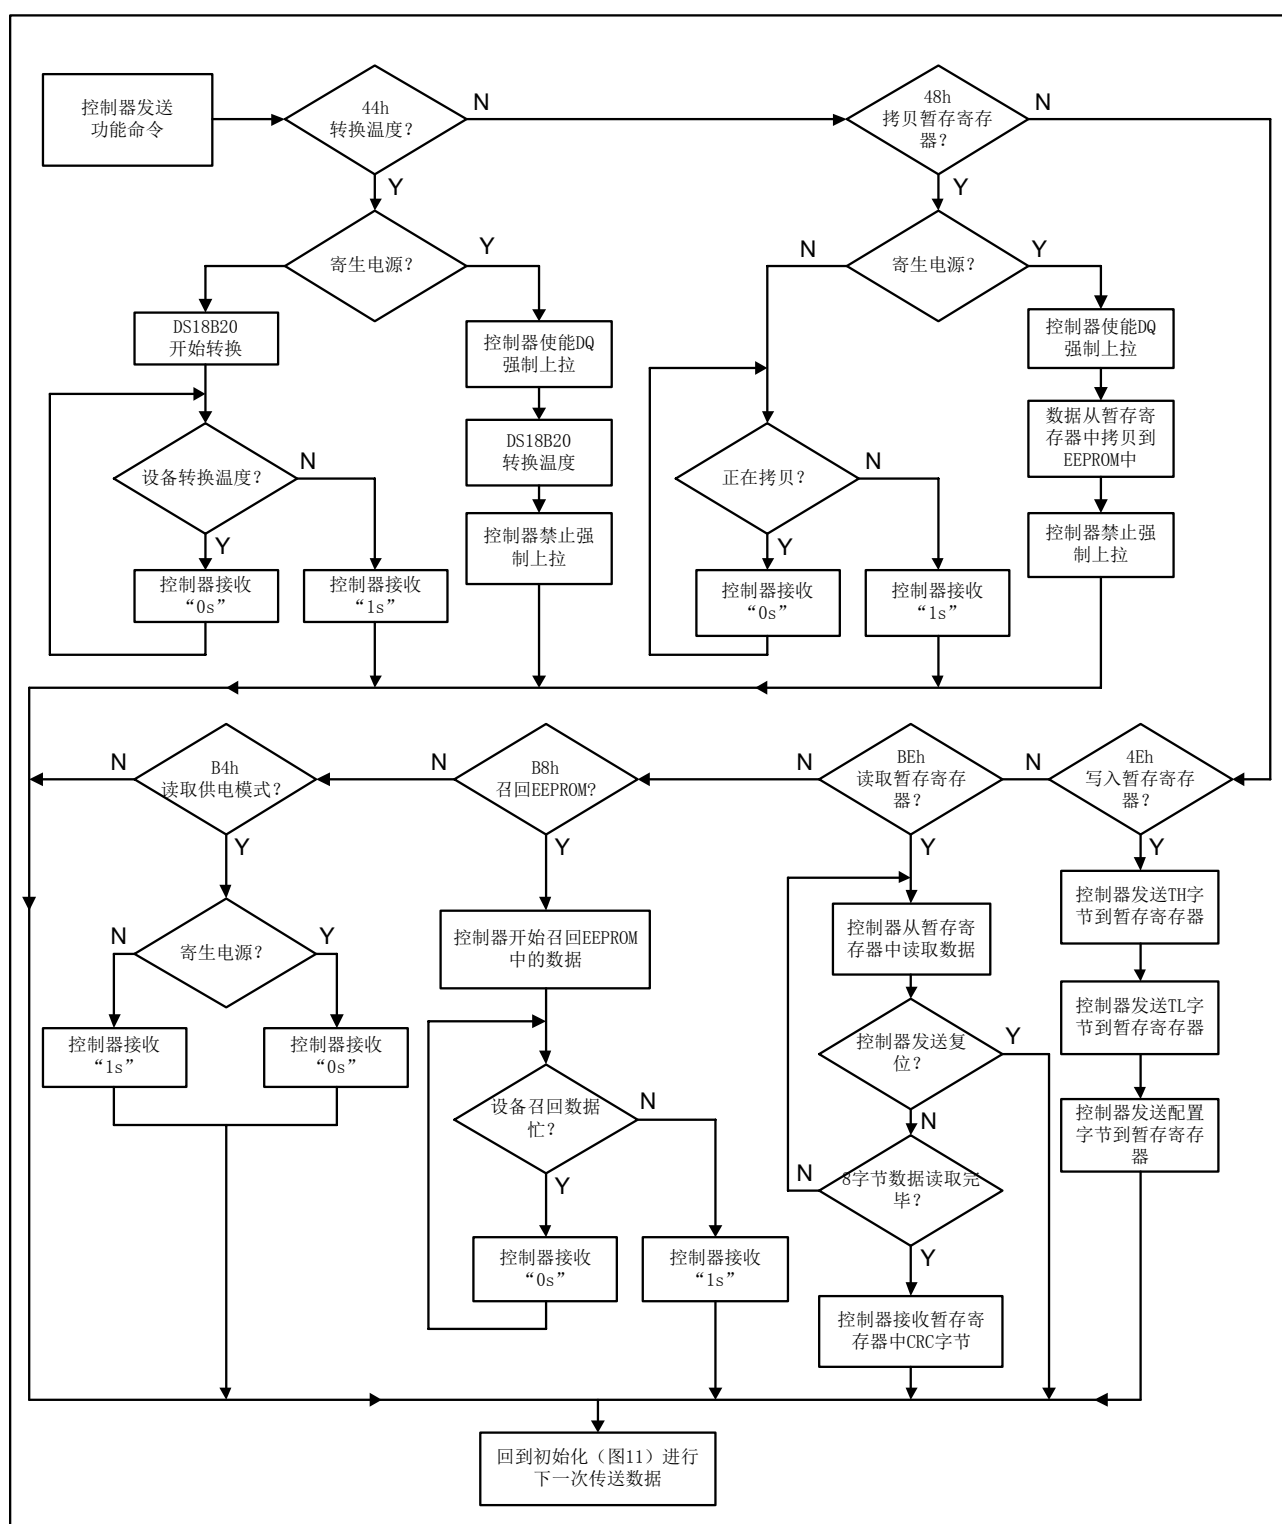 控制器发送
功能命令
44h
转换温度？
N
48h
拷贝暂存寄存
器？
N
Y
Y
寄生电源？
Y
N
寄生电源？
Y
DS18B20
开始转换
控制器使能DQ
强制上拉
控制器使能DQ
强制上拉
数据从暂存寄
存器中拷贝到
EEPROM中
设备转换温度？
N
DS18B20
转换温度
正在拷贝？
N
Y
控制器禁止强
制上拉
Y
控制器禁止强
制上拉
控制器接收
“0s”
控制器接收
“1s”
控制器接收
“0s”
控制器接收
“1s”
N
B4h
读取供电模式？
N
B8h
召回EEPROM？
BEh
读取暂存寄存
器？
N
4Eh
写入暂存寄存
器？
Y
Y
Y
Y
控制器发送TH字
节到暂存寄存器
N
寄生电源？
Y
控制器开始召回EEPROM
中的数据
控制器从暂存寄
存器中读取数据
控制器发送TL字
节到暂存寄存器
控制器接收
“1s”
控制器接收
“0s”
控制器发送复
位？
Y
设备召回数据
忙？
N
N
控制器发送配置
字节到暂存寄存
器
Y
N
8字节数据读取完
毕？
控制器接收
“0s”
控制器接收
“1s”
Y
控制器接收暂存寄
存器中CRC字节
回到初始化（图11）进行
下一次传送数据